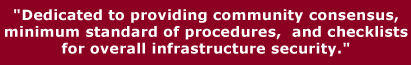 "Dedicated to providing community consensus,
minimum standard of procedures,  and checklists
for overall infrastructure security."